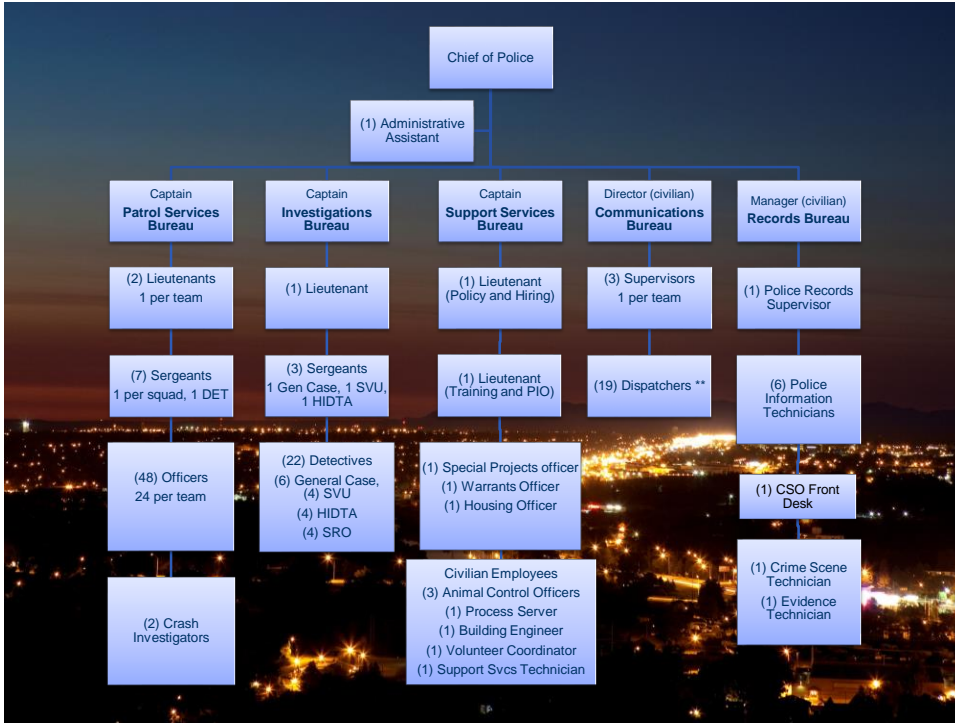 Chief of Police
(1) Administrative
Assistant
Captain
Patrol Services
Bureau
Captain
Investigations
Bureau
Captain
Support Services
Bureau
Director (civilian)
Communications
Bureau
Manager (civilian)
Records Bureau
(2) Lieutenants
1 per team
(1) Lieutenant
(1) Lieutenant
(Policy and Hiring)
(3) Supervisors
1 per team
(1) Police Records
Supervisor
(7) Sergeants
1 per squad, 1 DET
(3) Sergeants
1 Gen Case, 1 SVU,
1 HIDTA
(1) Lieutenant
(Training and PIO)
(19) Dispatchers **
(6) Police
Information
Technicians
(48) Officers
24 per team
(22) Detectives
(6) General Case,
(4) SVU
(4) HIDTA
(4) SRO
(1) Special Projects officer
(1) Warrants Officer
(1) Housing Officer
(1) CSO Front
Desk
(2) Crash
Investigators
Civilian Employees
(3) Animal Control Officers
(1) Process Server
(1) Building Engineer
(1) Volunteer Coordinator
(1) Support Svcs Technician
(1) Crime Scene
Technician
(1) Evidence
Technician